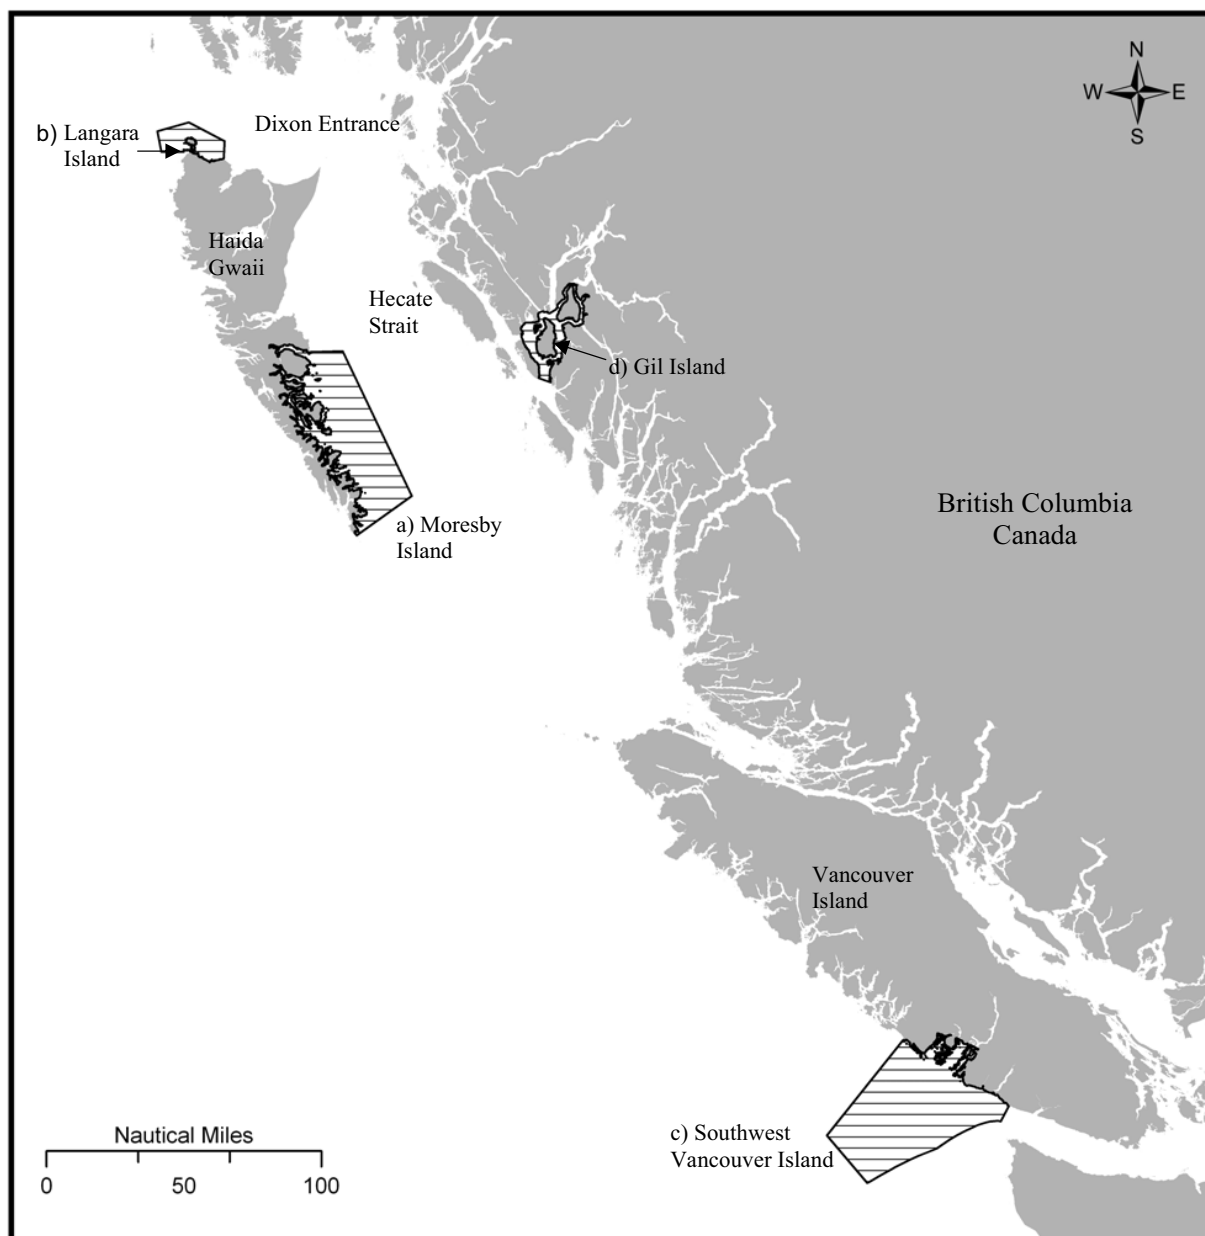 N
W
E
S
Dixon Entrance
b) Langara
Island
Haida
Gwaii
Hecate
Strait
d) Gil Island
British Columbia
Canada
a) Moresby
Island
Vancouver
Island
c) Southwest
Vancouver Island
Nautical Miles
0 50 100